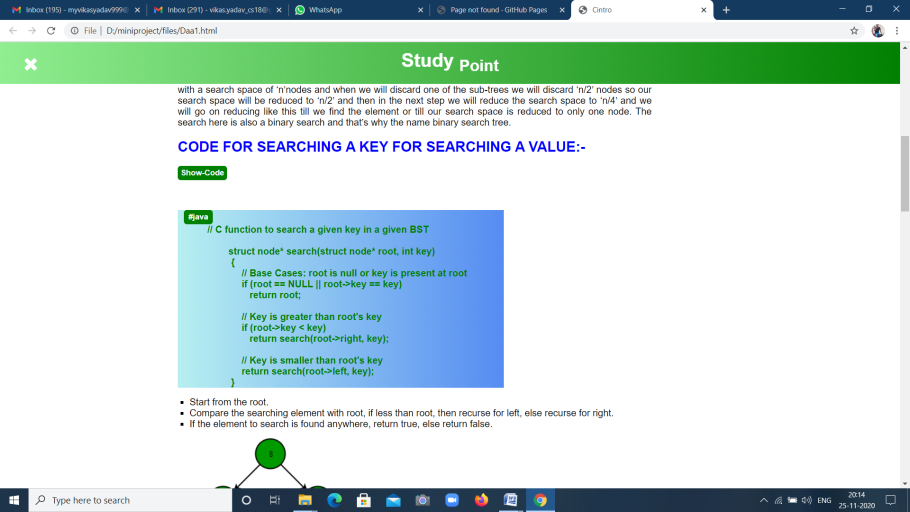 Inbox (195) - myvikasyadav999@
Inbox (291) - vikas.yadav_cs18@
WhatsApp
Page not found · GitHub Pages
Cintro
File | D:/miniproject/files/Daa1.html
Study Point
with a search space of 'n'nodes and when we will discard one of the sub-trees we will discard 'n/2' nodes so our
search space will be reduced to 'n/2' and then in the next step we will reduce the search space to 'n/4' and we
will go on reducing like this till we find the element or till our search space is reduced to only one node. The
search here is also a binary search and that's why the name binary search tree.
CODE FOR SEARCHING A KEY FOR SEARCHING A VALUE:-
Show-Code
#java
// C function to search a given key in a given BST
struct node* search(struct node* root, int key)
{
// Base Cases: root is null or key is present at root
if (root == NULL || root->key == key)
return root;
// Key is greater than root's key
if (root->key < key)
return search(root->right, key);
// Key is smaller than root's key
return search(root->left, key);
}
Start from the root.
Compare the searching element with root, if less than root, then recurse for left, else recurse for right.
If the element to search is found anywhere, return true, else return false.
8
Type here to search
ENG
20:14
25-11-2020